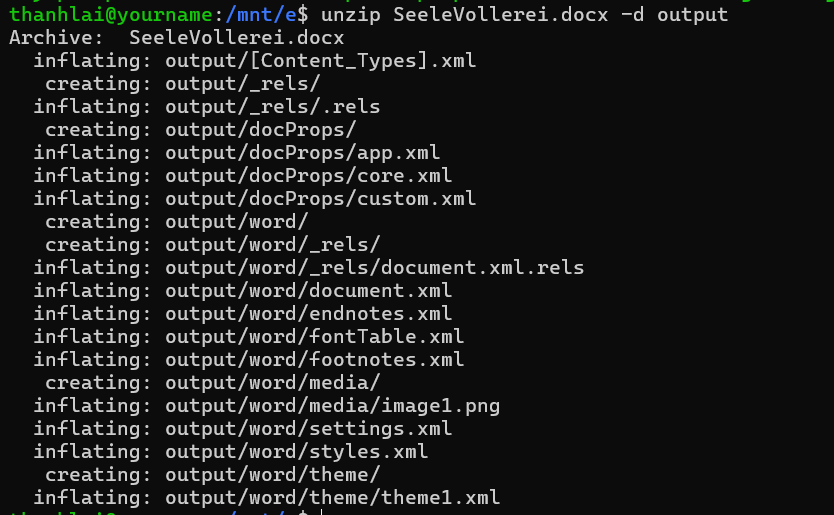 thanhlai@yourname:/mnt/e$ unzip SeeleVollerei.docx -d output
Archive:  SeeleVollerei.docx
  inflating: output/[Content_Types].xml
   creating: output/_rels/
  inflating: output/_rels/.rels
   creating: output/docProps/
  inflating: output/docProps/app.xml
  inflating: output/docProps/core.xml
  inflating: output/docProps/custom.xml
   creating: output/word/
   creating: output/word/_rels/
  inflating: output/word/_rels/document.xml.rels
  inflating: output/word/document.xml
  inflating: output/word/endnotes.xml
  inflating: output/word/fontTable.xml
  inflating: output/word/footnotes.xml
   creating: output/word/media/
  inflating: output/word/media/image1.png
  inflating: output/word/settings.xml
  inflating: output/word/styles.xml
   creating: output/word/theme/
  inflating: output/word/theme/theme1.xml